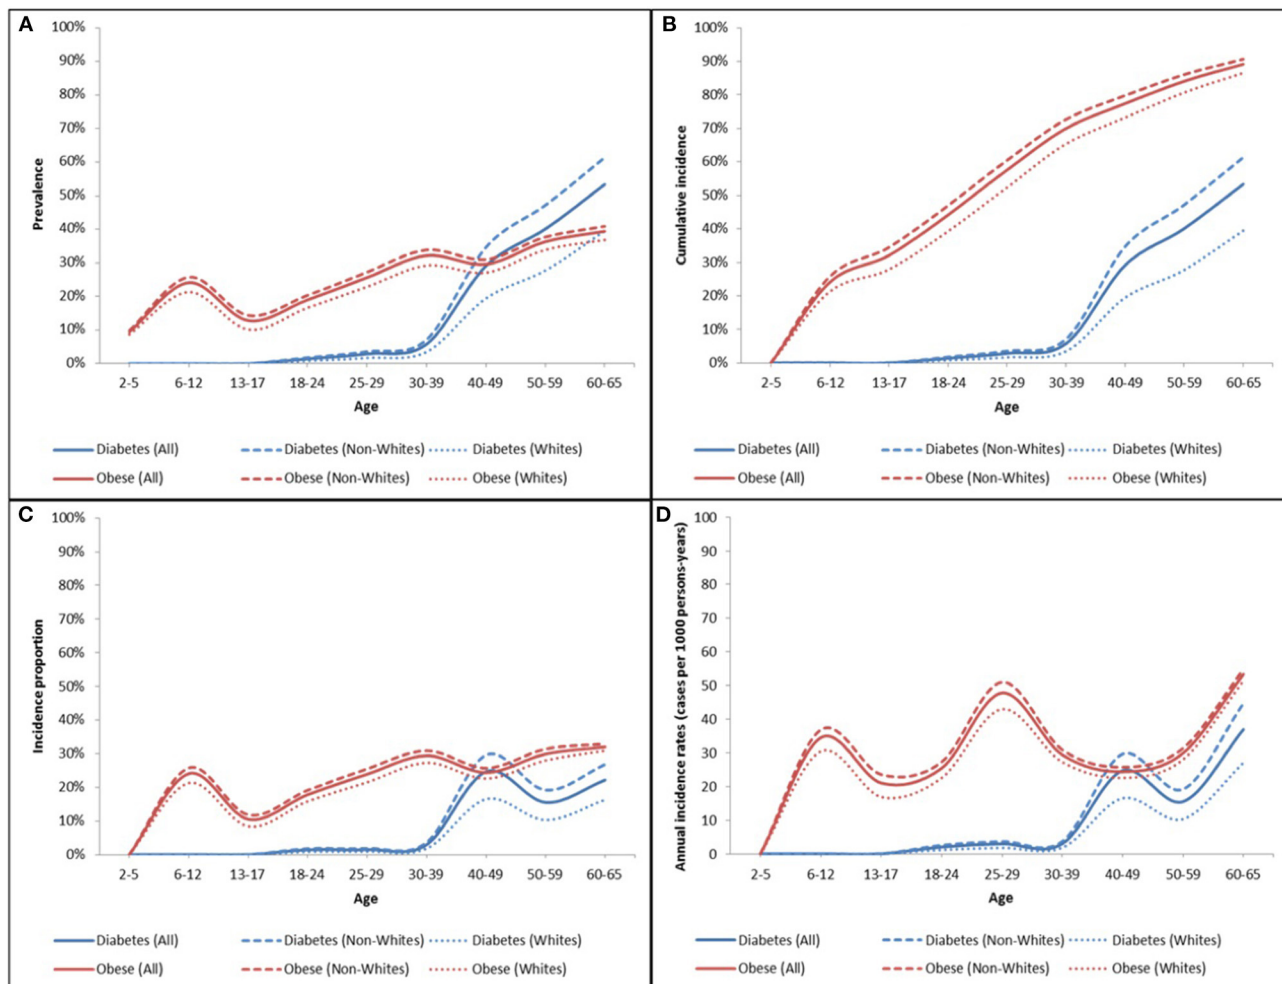 A
100%
90%
80%
70%
60%
50%
40%
30%
20%
10%
0%
Prevalence
2-5 6-12 13-17 18-24 25-29 30-39 40-49 50-59 60-65
Age
Diabetes (All) Diabetes (Non-Whites) Diabetes (Whites)
Obese (All) Obese (Non-Whites) Obese (Whites)
B
100%
90%
80%
70%
60%
50%
40%
30%
20%
10%
0%
Cumulative incidence
2-5 6-12 13-17 18-24 25-29 30-39 40-49 50-59 60-65
Age
Diabetes (All) Diabetes (Non-Whites) Diabetes (Whites)
Obese (All) Obese (Non-Whites) Obese (Whites)
C
100%
90%
80%
70%
60%
50%
40%
30%
20%
10%
0%
Incidence proportion
2-5 6-12 13-17 18-24 25-29 30-39 40-49 50-59 60-65
Age
Diabetes (All) Diabetes (Non-Whites) Diabetes (Whites)
Obese (All) Obese (Non-Whites) Obese (Whites)
D
100
90
80
70
60
50
40
30
20
10
0
Annual incidence rates (cases per 1000 persons-years)
2-5 6-12 13-17 18-24 25-29 30-39 40-49 50-59 60-65
Age
Diabetes (All) Diabetes (Non-Whites) Diabetes (Whites)
Obese (All) Obese (Non-Whites) Obese (Whites)